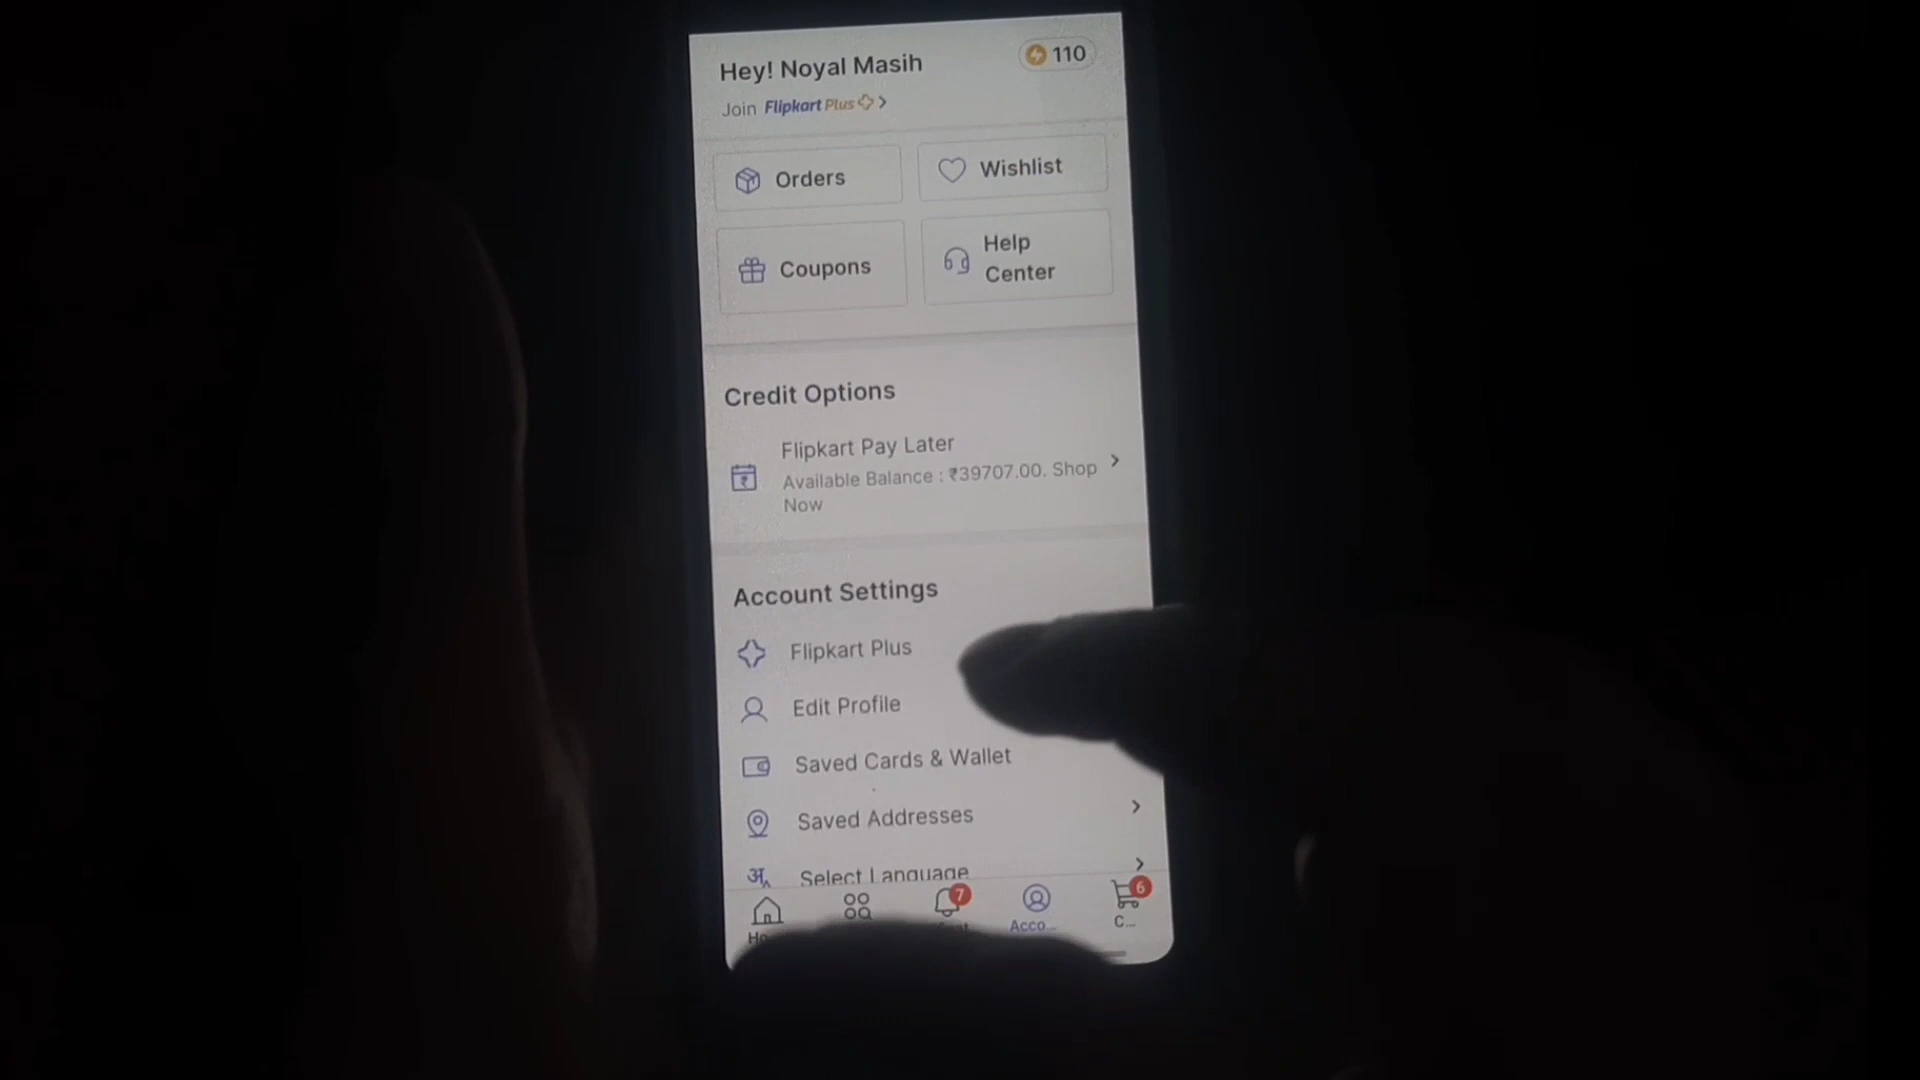 Hey! Noyal Masih
110
Join Flipkart Plus
Orders
Wishlist
Coupons
Help
Center
Credit Options
Flipkart Pay Later
Available Balance : ₹39707.00. Shop
Now
Account Settings
Flipkart Plus
Edit Profile
Saved Cards & Wallet
Saved Addresses
Select Language
7
6
Acco...
C...